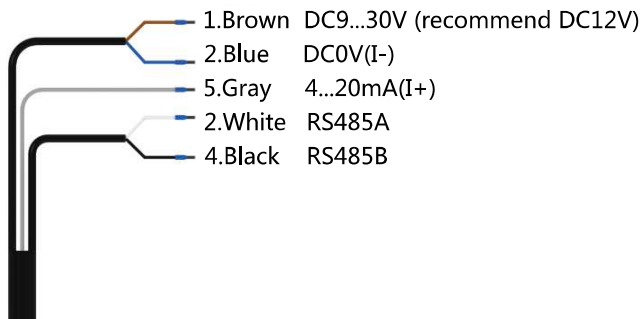 1.Brown DC9...30V (recommend DC12V)
2.Blue DC0V(I-)
5.Gray 4...20mA(I+)
2.White RS485A
4.Black RS485B